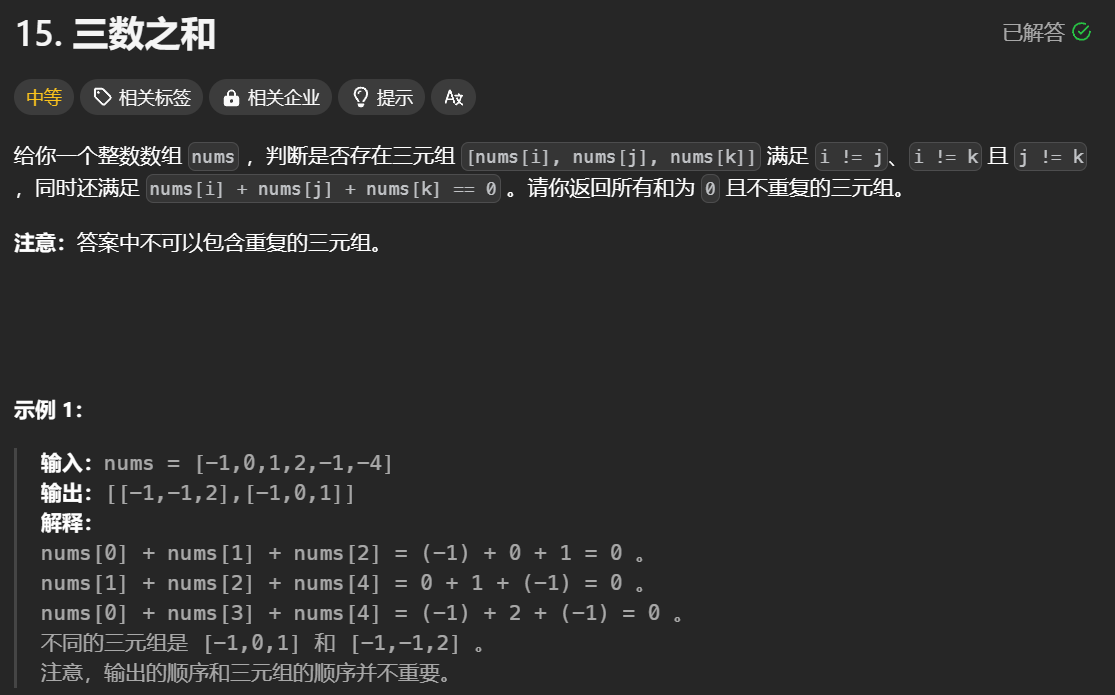 15. 三数之和
已解答
中等 相关标签 相关企业 提示 Aあ
给你一个整数数组 nums ，判断是否存在三元组 [nums[i], nums[j], nums[k]] 满足 i != j、i != k 且 j != k
，同时还满足 nums[i] + nums[j] + nums[k] == 0 。请你返回所有和为 0 且不重复的三元组。
注意：答案中不可以包含重复的三元组。
示例 1：
输入：nums = [-1,0,1,2,-1,-4]
输出：[[-1,-1,2],[-1,0,1]]
解释：
nums[0] + nums[1] + nums[2] = (-1) + 0 + 1 = 0 。
nums[1] + nums[2] + nums[4] = 0 + 1 + (-1) = 0 。
nums[0] + nums[3] + nums[4] = (-1) + 2 + (-1) = 0 。
不同的三元组是 [-1,0,1] 和 [-1,-1,2] 。
注意，输出的顺序和三元组的顺序并不重要。